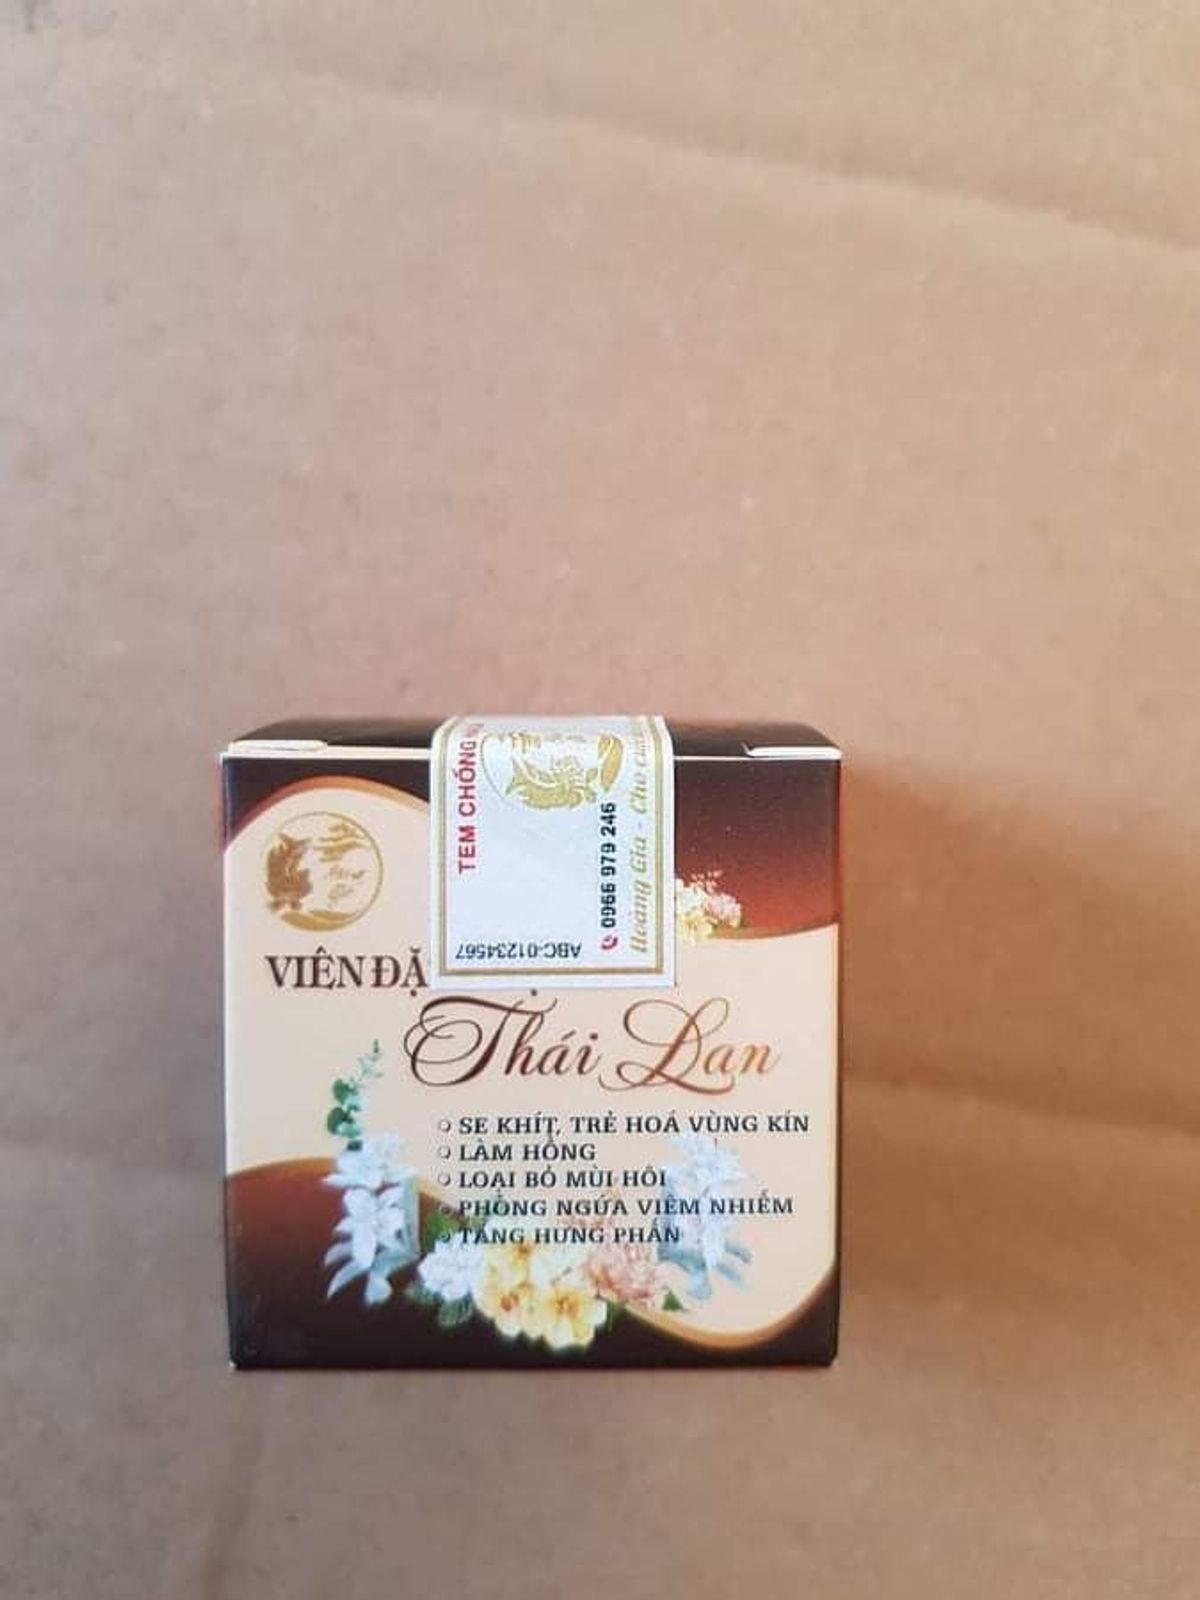 TEM CHỐNG
0966 979 246
Hoàng Gia - Cho
ABC-01234567
VIÊN ĐẶ
Thái Lan
SE KHÍT, TRẺ HOÁ VÙNG KÍN
LÀM HỒNG
LOẠI BỎ MÙI HÔI
PHÒNG NGỪA VIÊM NHIỄM
TĂNG HƯNG PHẤN